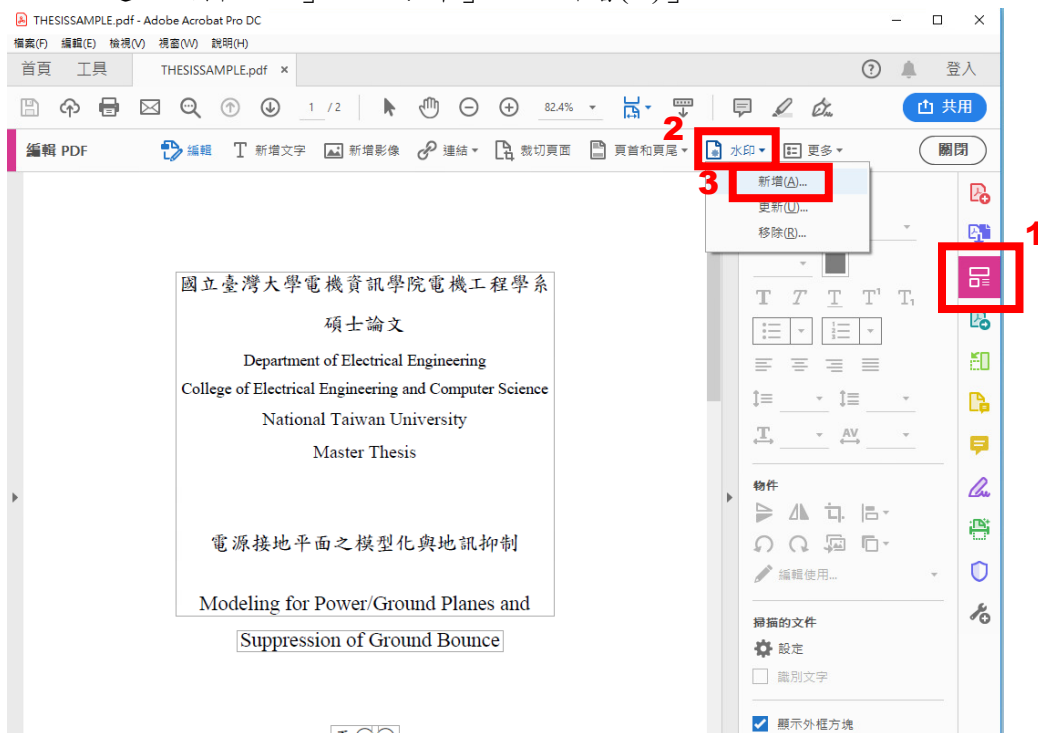 THESISSAMPLE.pdf - Adobe Acrobat Pro DC
檔案(F) 編輯(E) 檢視(V) 視窗(W) 說明(H)
首頁 工具 THESISSAMPLE.pdf × 登入
1 / 2 82.4% 共用
2
編輯 PDF 編輯 新增文字 新增影像 連結 裁切頁面 頁首和頁尾 水印 更多 關閉
3 新增(A)...
更新(U)...
移除(R)...
1
國立臺灣大學電機資訊學院電機工程學系
碩士論文
Department of Electrical Engineering
College of Electrical Engineering and Computer Science
National Taiwan University
Master Thesis
電源接地平面之模型化與地訊抑制
Modeling for Power/Ground Planes and
Suppression of Ground Bounce
物件
編輯使用...
掃描的文件
設定
識別文字
顯示外框方塊